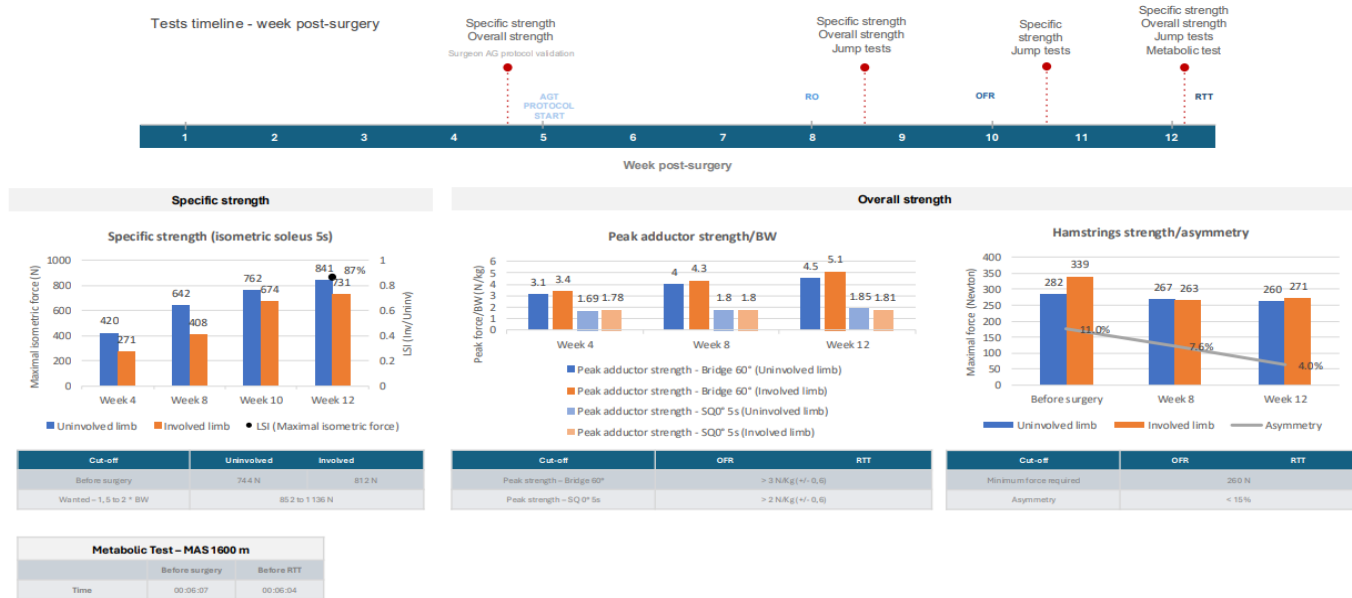 Tests timeline - week post-surgery
Specific strength
Overall strength
Surgeon AG protocol validation
Specific strength
Overall strength
Jump tests
Specific
strength
Jump tests
Specific strength
Overall strength
Jump tests
Metabolic test
AGT
PROTOCOL
START
RO
OFR
RTT
1 2 3 4 5 6 7 8 9 10 11 12
Week post-surgery
Specific strength
Overall strength
Specific strength (isometric soleus 5s)
Maximal isometric force (N)
1000
800
600
400
200
0
420
271
642
408
762
674
841
731
87%
1
0.8
0.6
0.4
0.2
0
LSI (Inv/Uninv)
Week 4 Week 8 Week 10 Week 12
Uninvolved limb Involved limb LSI (Maximal isometric force)
Peak adductor strength/BW
Peak force/BW (N/kg)
6
5
4
3
2
1
0
3.1 3.4 1.69 1.78
4 4.3 1.8 1.8
4.5 5.1 1.85 1.81
Week 4 Week 8 Week 12
Peak adductor strength - Bridge 60° (Uninvolved limb)
Peak adductor strength - Bridge 60° (Involved limb)
Peak adductor strength - SQ0° 5s (Uninvolved limb)
Peak adductor strength - SQ0° 5s (Involved limb)
Hamstrings strength/asymmetry
Maximal force (Newton)
400
350
300
250
200
150
100
50
0
282 339
267 263
260 271
11.0%
7.6%
4.0%
Before surgery Week 8 Week 12
Uninvolved limb Involved limb Asymmetry
Cut-off Uninvolved Involved
Before surgery 744 N 812 N
Wanted – 1,5 to 2 * BW 852 to 1136 N
Cut-off OFR RTT
Peak strength – Bridge 60° > 3 N/Kg (+/- 0,6)
Peak strength – SQ 0° 5s > 2 N/Kg (+/- 0,6)
Cut-off OFR RTT
Minimum force required 260 N
Asymmetry < 15%
Metabolic Test – MAS 1600 m
Before surgery Before RTT
Time 00:06:07 00:06:04